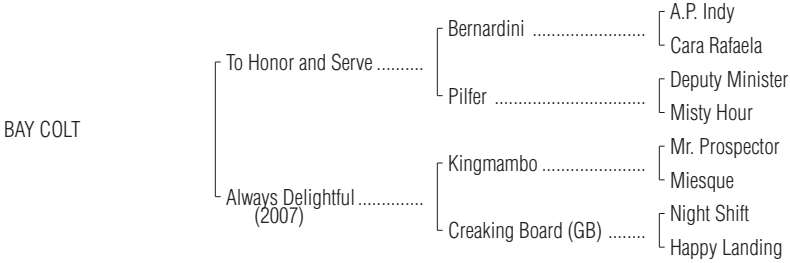 A.P. Indy
Bernardini ........................
Cara Rafaela
To Honor and Serve ..........
Deputy Minister
Pilfer ................................
Misty Hour
BAY COLT
Mr. Prospector
Kingmambo ......................
Miesque
Always Delightful ..............
(2007)
Night Shift
Creaking Board (GB) ........
Happy Landing